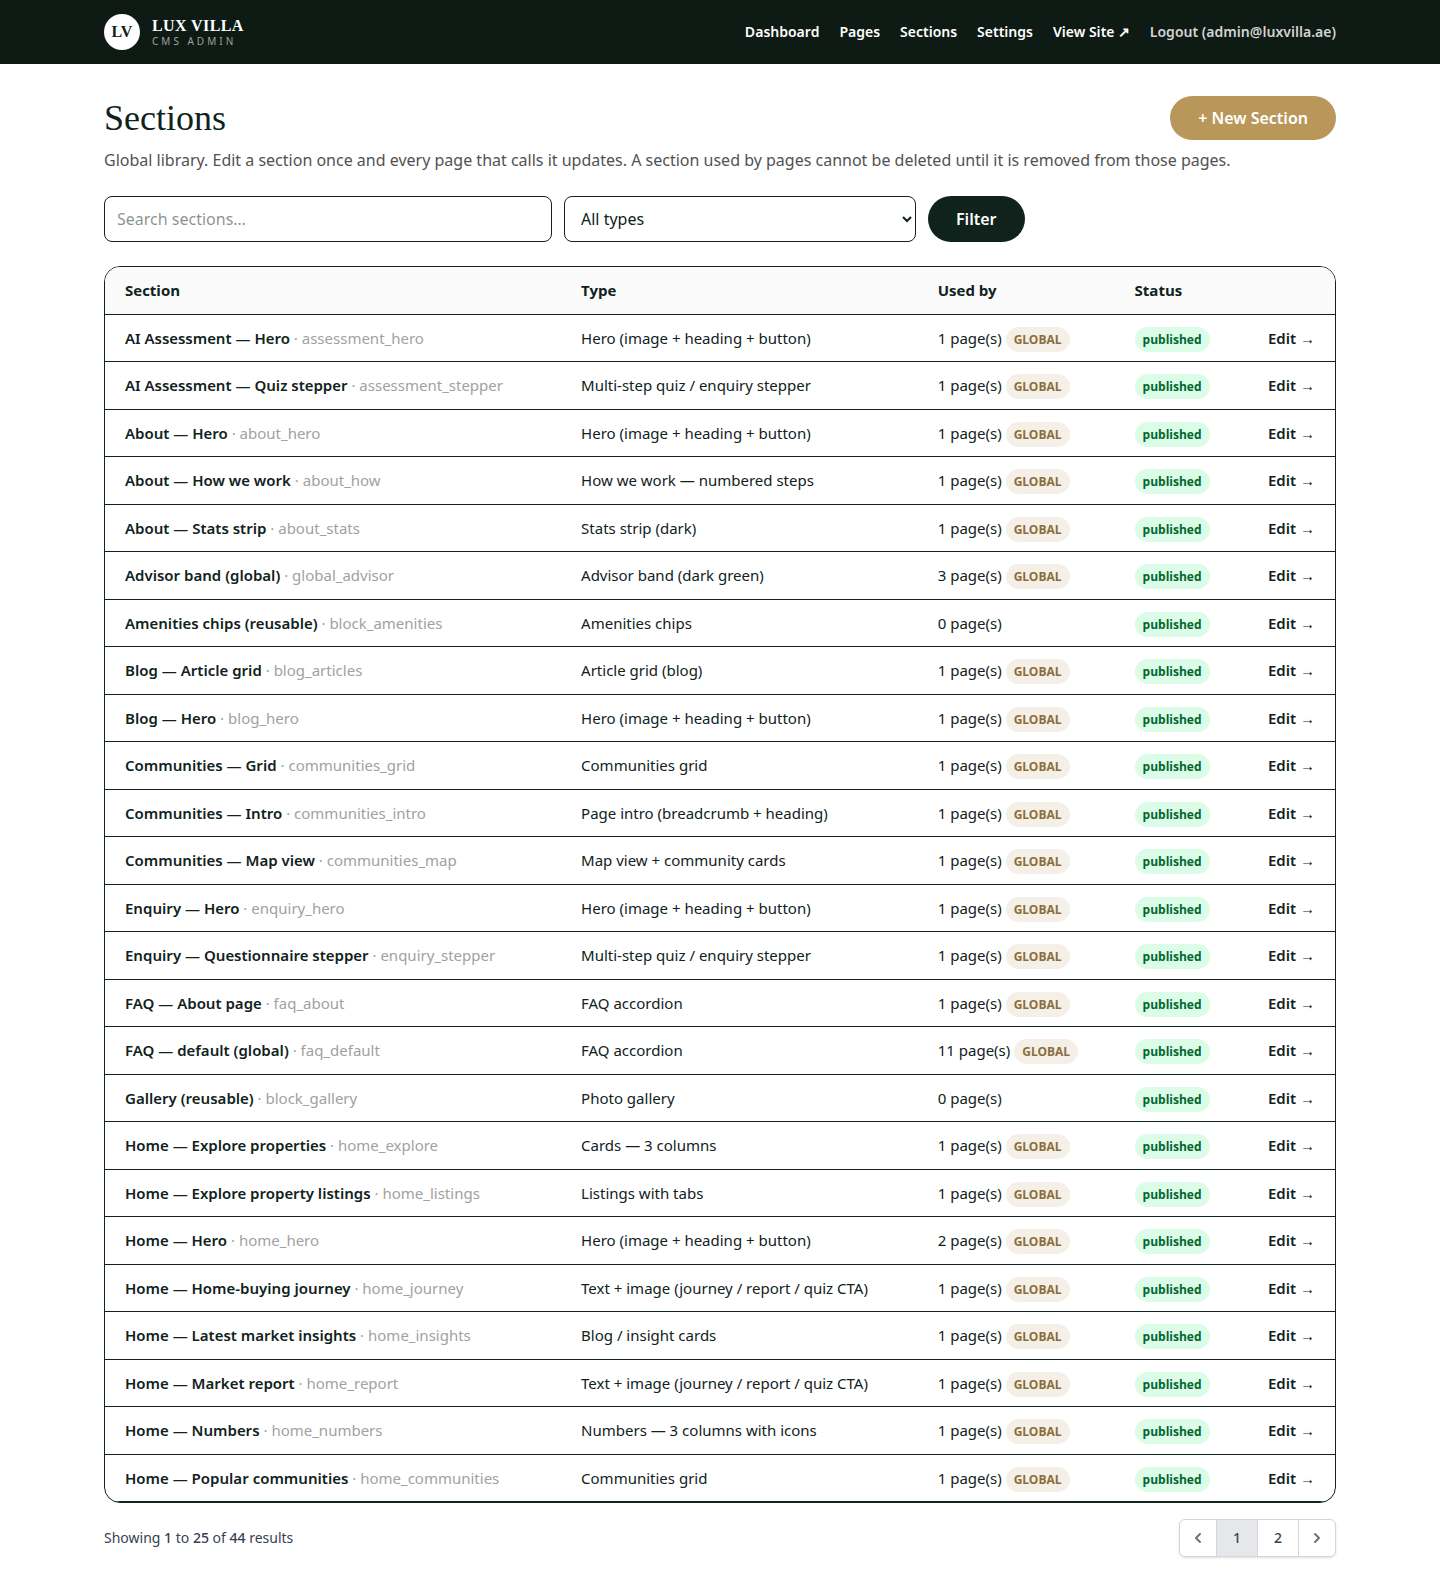 LV LUX VILLA
CMS ADMIN
Dashboard Pages Sections Settings View Site ↗ Logout (admin@luxvilla.ae)
Sections
+ New Section
Global library. Edit a section once and every page that calls it updates. A section used by pages cannot be deleted until it is removed from those pages.
Search sections... All types Filter
Section Type Used by Status
AI Assessment — Hero · assessment_hero Hero (image + heading + button) 1 page(s) GLOBAL published Edit →
AI Assessment — Quiz stepper · assessment_stepper Multi-step quiz / enquiry stepper 1 page(s) GLOBAL published Edit →
About — Hero · about_hero Hero (image + heading + button) 1 page(s) GLOBAL published Edit →
About — How we work · about_how How we work — numbered steps 1 page(s) GLOBAL published Edit →
About — Stats strip · about_stats Stats strip (dark) 1 page(s) GLOBAL published Edit →
Advisor band (global) · global_advisor Advisor band (dark green) 3 page(s) GLOBAL published Edit →
Amenities chips (reusable) · block_amenities Amenities chips 0 page(s) published Edit →
Blog — Article grid · blog_articles Article grid (blog) 1 page(s) GLOBAL published Edit →
Blog — Hero · blog_hero Hero (image + heading + button) 1 page(s) GLOBAL published Edit →
Communities — Grid · communities_grid Communities grid 1 page(s) GLOBAL published Edit →
Communities — Intro · communities_intro Page intro (breadcrumb + heading) 1 page(s) GLOBAL published Edit →
Communities — Map view · communities_map Map view + community cards 1 page(s) GLOBAL published Edit →
Enquiry — Hero · enquiry_hero Hero (image + heading + button) 1 page(s) GLOBAL published Edit →
Enquiry — Questionnaire stepper · enquiry_stepper Multi-step quiz / enquiry stepper 1 page(s) GLOBAL published Edit →
FAQ — About page · faq_about FAQ accordion 1 page(s) GLOBAL published Edit →
FAQ — default (global) · faq_default FAQ accordion 11 page(s) GLOBAL published Edit →
Gallery (reusable) · block_gallery Photo gallery 0 page(s) published Edit →
Home — Explore properties · home_explore Cards — 3 columns 1 page(s) GLOBAL published Edit →
Home — Explore property listings · home_listings Listings with tabs 1 page(s) GLOBAL published Edit →
Home — Hero · home_hero Hero (image + heading + button) 2 page(s) GLOBAL published Edit →
Home — Home-buying journey · home_journey Text + image (journey / report / quiz CTA) 1 page(s) GLOBAL published Edit →
Home — Latest market insights · home_insights Blog / insight cards 1 page(s) GLOBAL published Edit →
Home — Market report · home_report Text + image (journey / report / quiz CTA) 1 page(s) GLOBAL published Edit →
Home — Numbers · home_numbers Numbers — 3 columns with icons 1 page(s) GLOBAL published Edit →
Home — Popular communities · home_communities Communities grid 1 page(s) GLOBAL published Edit →
Showing 1 to 25 of 44 results 1 2